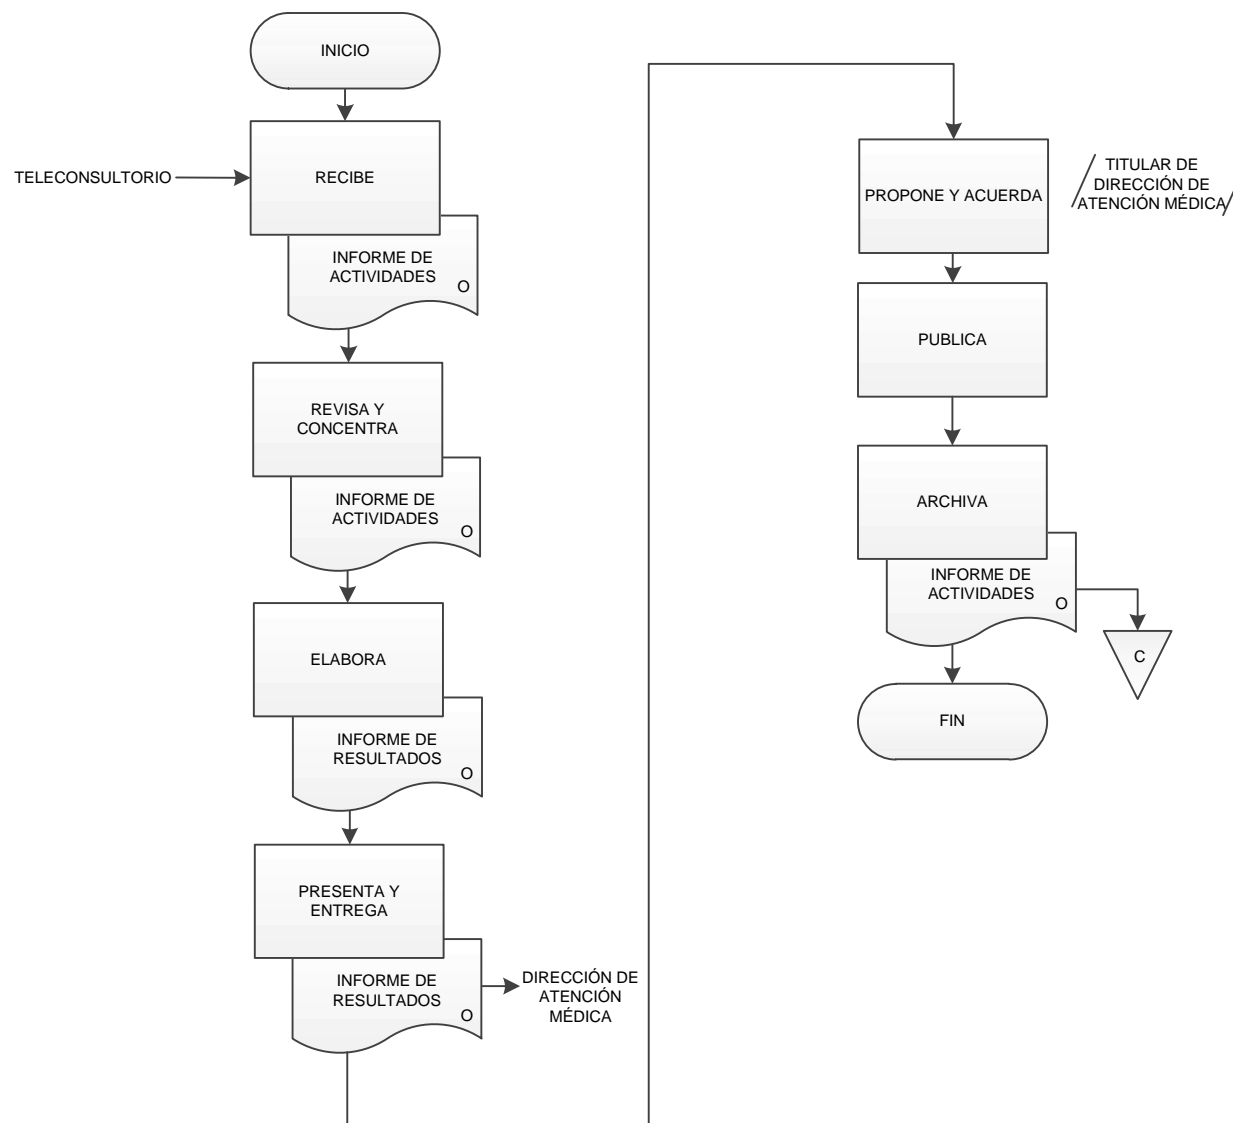 INICIO
TELECONSULTORIO
RECIBE
INFORME DE
ACTIVIDADES
O
REVISA Y
CONCENTRA
INFORME DE
ACTIVIDADES
O
ELABORA
INFORME DE
RESULTADOS
O
PRESENTA Y
ENTREGA
INFORME DE
RESULTADOS
O
DIRECCIÓN DE
ATENCIÓN
MÉDICA
PROPONE Y ACUERDA
TITULAR DE
DIRECCIÓN DE
ATENCIÓN MÉDICA
PUBLICA
ARCHIVA
INFORME DE
ACTIVIDADES
O
C
FIN